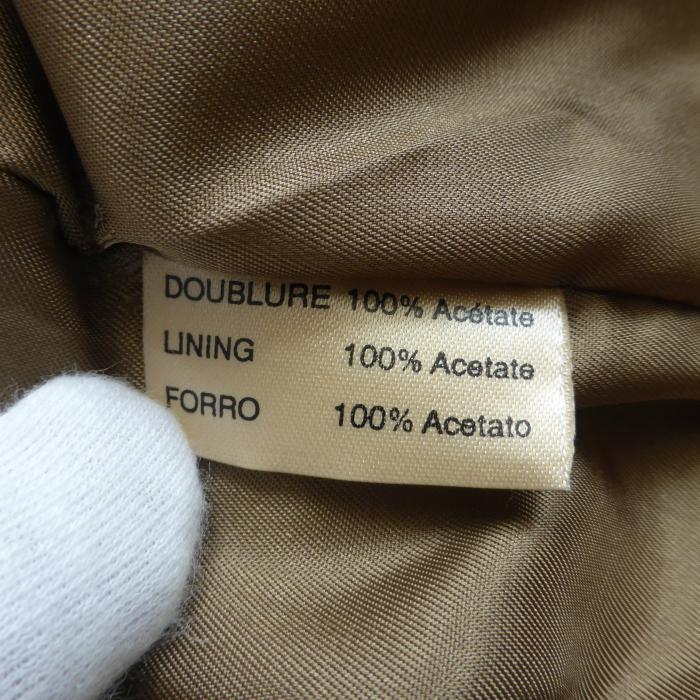 DOUBLURE 100% Acétate
LINING 100% Acetate
FORRO 100% Acetato